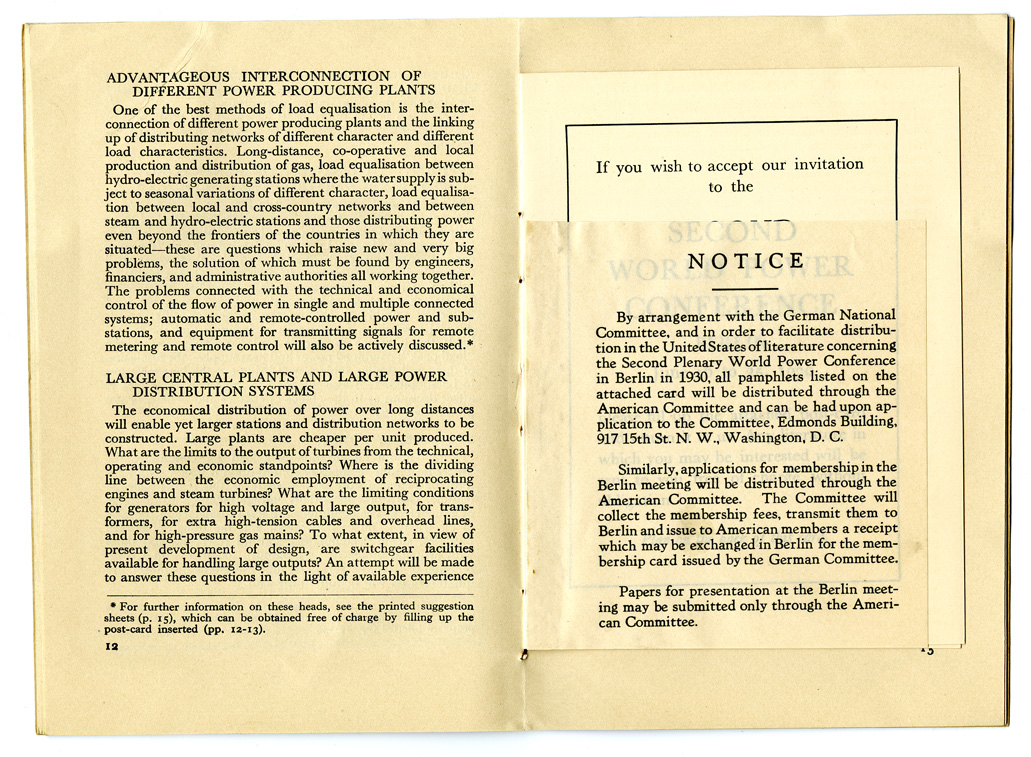 ADVANTAGEOUS INTERCONNECTION OF
DIFFERENT POWER PRODUCING PLANTS
One of the best methods of load equalisation is the inter-
connection of different power producing plants and the linking
up of distributing networks of different character and different
load characteristics. Long-distance, co-operative and local
production and distribution of gas, load equalisation between
hydro-electric generating stations where the water supply is sub-
ject to seasonal variations of different character, load equalisa-
tion between local and cross-country networks and between
steam and hydro-electric stations and those distributing power
even beyond the frontiers of the countries in which they are
situated—these are questions which raise new and very big
problems, the solution of which must be found by engineers,
financiers, and administrative authorities all working together.
The problems connected with the technical and economical
control of the flow of power in single and multiple connected
systems; automatic and remote-controlled power and sub-
stations, and equipment for transmitting signals for remote
metering and remote control will also be actively discussed.*
LARGE CENTRAL PLANTS AND LARGE POWER
DISTRIBUTION SYSTEMS
The economical distribution of power over long distances
will enable yet larger stations and distribution networks to be
constructed. Large plants are cheaper per unit produced.
What are the limits to the output of turbines from the technical,
operating and economic standpoints? Where is the dividing
line between the economic employment of reciprocating
engines and steam turbines? What are the limiting conditions
for generators for high voltage and large output, for trans-
formers, for extra high-tension cables and overhead lines,
and for high-pressure gas mains? To what extent, in view of
present development of design, are switchgear facilities
available for handling large outputs? An attempt will be made
to answer these questions in the light of available experience
* For further information on these heads, see the printed suggestion
sheets (p. 15), which can be obtained free of charge by filling up the
post-card inserted (pp. 12-13).
12
If you wish to accept our invitation
to the
SECOND
WORLD POWER
CONFERENCE
NOTICE
By arrangement with the German National
Committee, and in order to facilitate distribu-
tion in the United States of literature concerning
the Second Plenary World Power Conference
in Berlin in 1930, all pamphlets listed on the
attached card will be distributed through the
American Committee and can be had upon ap-
plication to the Committee, Edmonds Building,
917 15th St. N. W., Washington, D. C.
Similarly, applications for membership in the
Berlin meeting will be distributed through the
American Committee. The Committee will
collect the membership fees, transmit them to
Berlin and issue to American members a receipt
which may be exchanged in Berlin for the mem-
bership card issued by the German Committee.
Papers for presentation at the Berlin meet-
ing may be submitted only through the Ameri-
can Committee.